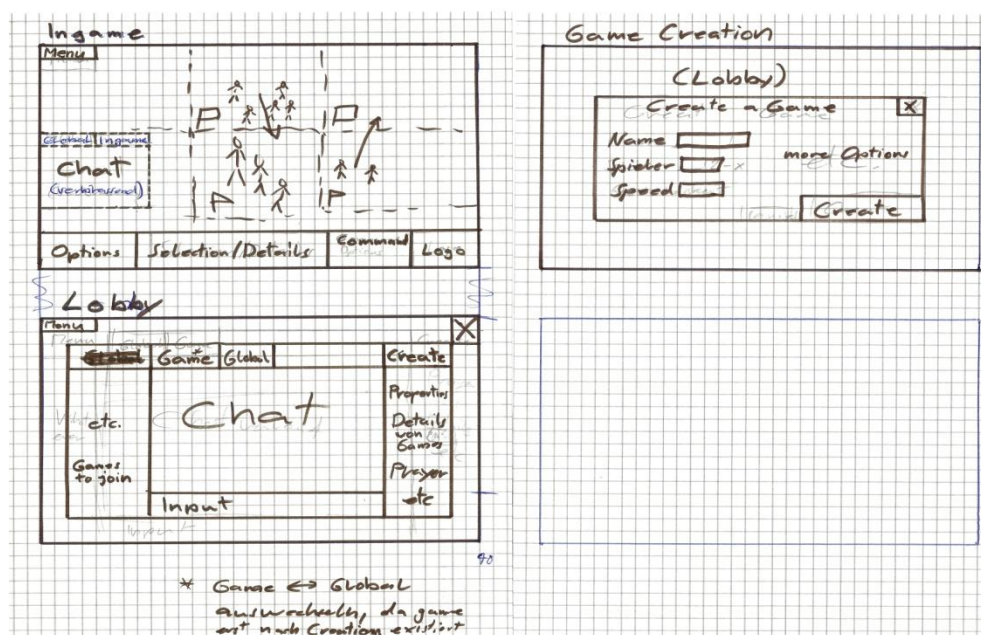 Ingame
Menu
Global Ingame
Chat
Options
Selection/Details
Command
Logo
Lobby
Menu
Game*
Global
Create
Chat
etc.
Games
to join
Input
Properties
Details
von
Games
Player
etc
40
* Game ↔ Global
auswechseln, da game
erst nach Creation existiert
Game Creation
(Lobby)
Create a Game
X
Name
Spieler
Speed
more Options
Create